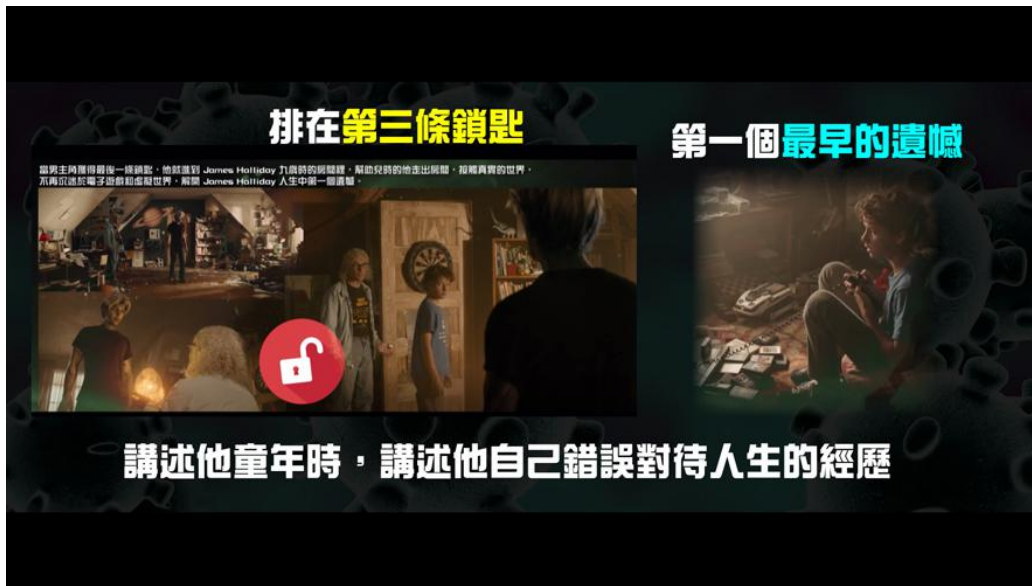 排在第三條鎖匙
第一個最早的遺憾
當男主角獲得最後一條鎖匙，他就進到 James Halliday 九歲時的房間裡，幫助兒時的他走出房間，接觸真實的世界，
不再沉迷於電子遊戲和虛擬世界，解開 James Halliday 人生中第一個遺憾。
講述他童年時，講述他自己錯誤對待人生的經歷